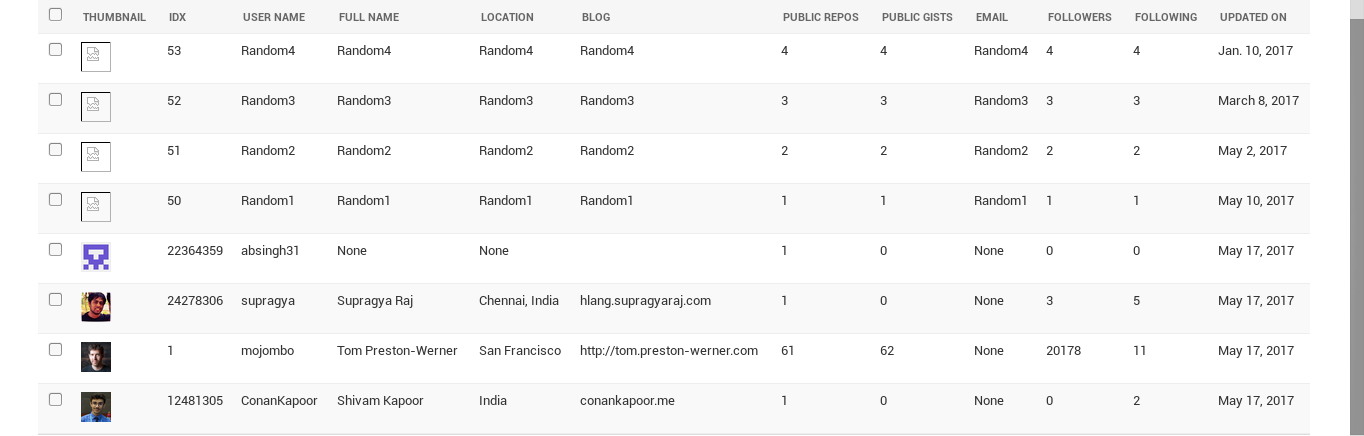 THUMBNAIL IDX USER NAME FULL NAME LOCATION BLOG PUBLIC REPOS PUBLIC GISTS EMAIL FOLLOWERS FOLLOWING UPDATED ON
53 Random4 Random4 Random4 Random4 4 4 Random4 4 4 Jan. 10, 2017
52 Random3 Random3 Random3 Random3 3 3 Random3 3 3 March 8, 2017
51 Random2 Random2 Random2 Random2 2 2 Random2 2 2 May 2, 2017
50 Random1 Random1 Random1 Random1 1 1 Random1 1 1 May 10, 2017
22364359 absingh31 None None 1 0 None 0 0 May 17, 2017
24278306 supragya Supragya Raj Chennai, India hlang.supragyaraj.com 1 0 None 3 5 May 17, 2017
1 mojombo Tom Preston-Werner San Francisco http://tom.preston-werner.com 61 62 None 20178 11 May 17, 2017
12481305 ConanKapoor Shivam Kapoor India conankapoor.me 1 0 None 0 2 May 17, 2017